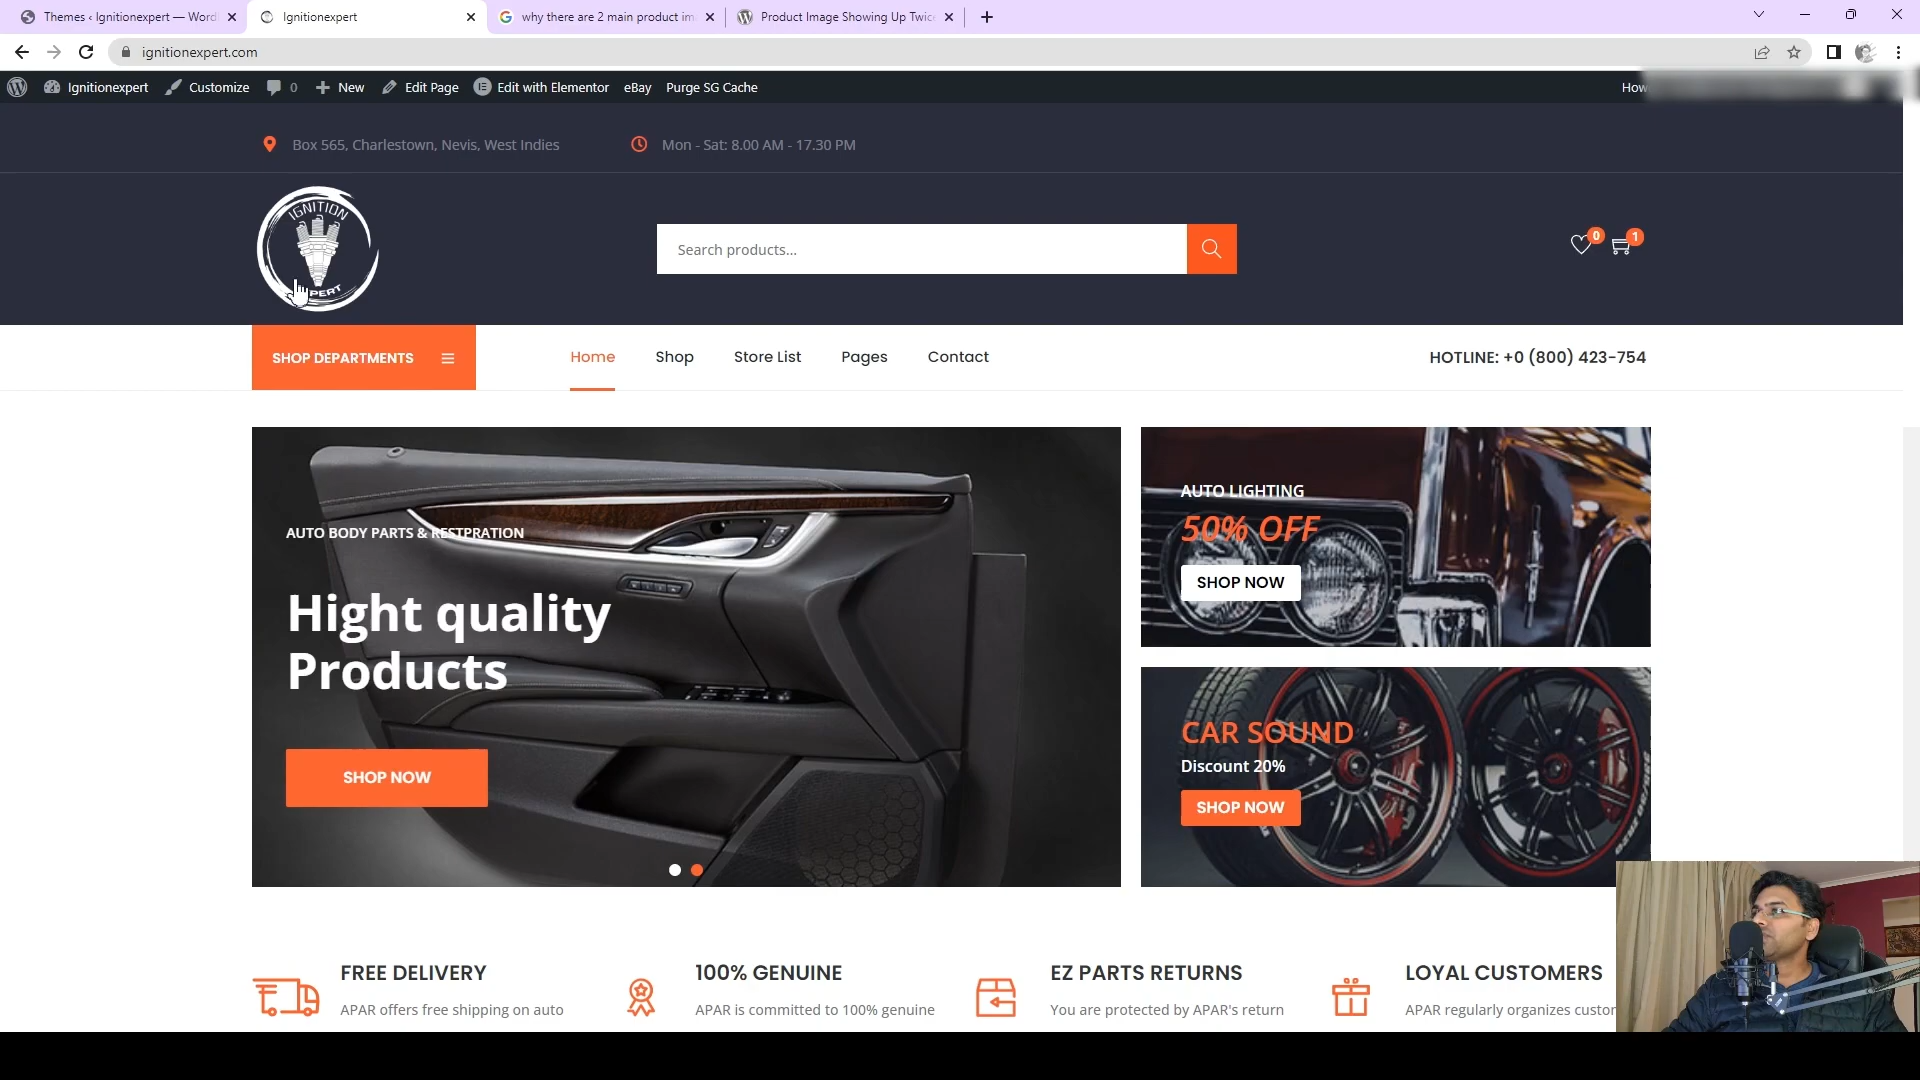 Themes ‹ Ignitionexpert — Word
Ignitionexpert
why there are 2 main product im
Product Image Showing Up Twice
ignitionexpert.com
Ignitionexpert
Customize
0
New
Edit Page
Edit with Elementor
eBay
Purge SG Cache
How
Box 565, Charlestown, Nevis, West Indies
Mon - Sat: 8.00 AM - 17.30 PM
IGNITION
PERT
Search products...
0
1
SHOP DEPARTMENTS
Home
Shop
Store List
Pages
Contact
HOTLINE: +0 (800) 423-754
AUTO BODY PARTS & RESTPRATION
Hight quality
Products
SHOP NOW
AUTO LIGHTING
50% OFF
SHOP NOW
CAR SOUND
Discount 20%
SHOP NOW
FREE DELIVERY
APAR offers free shipping on auto
100% GENUINE
APAR is committed to 100% genuine
EZ PARTS RETURNS
You are protected by APAR's return
LOYAL CUSTOMERS
APAR regularly organizes custor